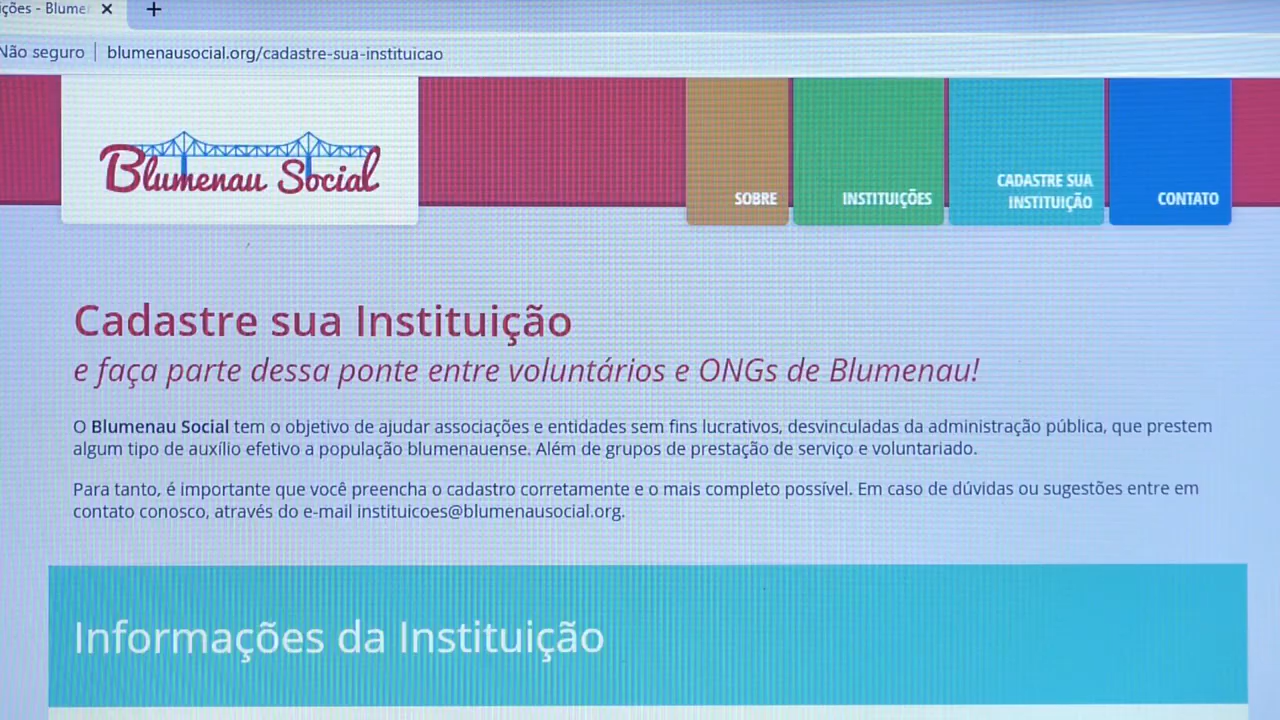 ições - Blume
Não seguro blumenausocial.org/cadastre-sua-instituicao
Blumenau Social
SOBRE
INSTITUIÇÕES
CADASTRE SUA
INSTITUIÇÃO
CONTATO
Cadastre sua Instituição
e faça parte dessa ponte entre voluntários e ONGs de Blumenau!
O Blumenau Social tem o objetivo de ajudar associações e entidades sem fins lucrativos, desvinculadas da administração pública, que prestem
algum tipo de auxílio efetivo a população blumenauense. Além de grupos de prestação de serviço e voluntariado.
Para tanto, é importante que você preencha o cadastro corretamente e o mais completo possível. Em caso de dúvidas ou sugestões entre em
contato conosco, através do e-mail instituicoes@blumenausocial.org.
Informações da Instituição